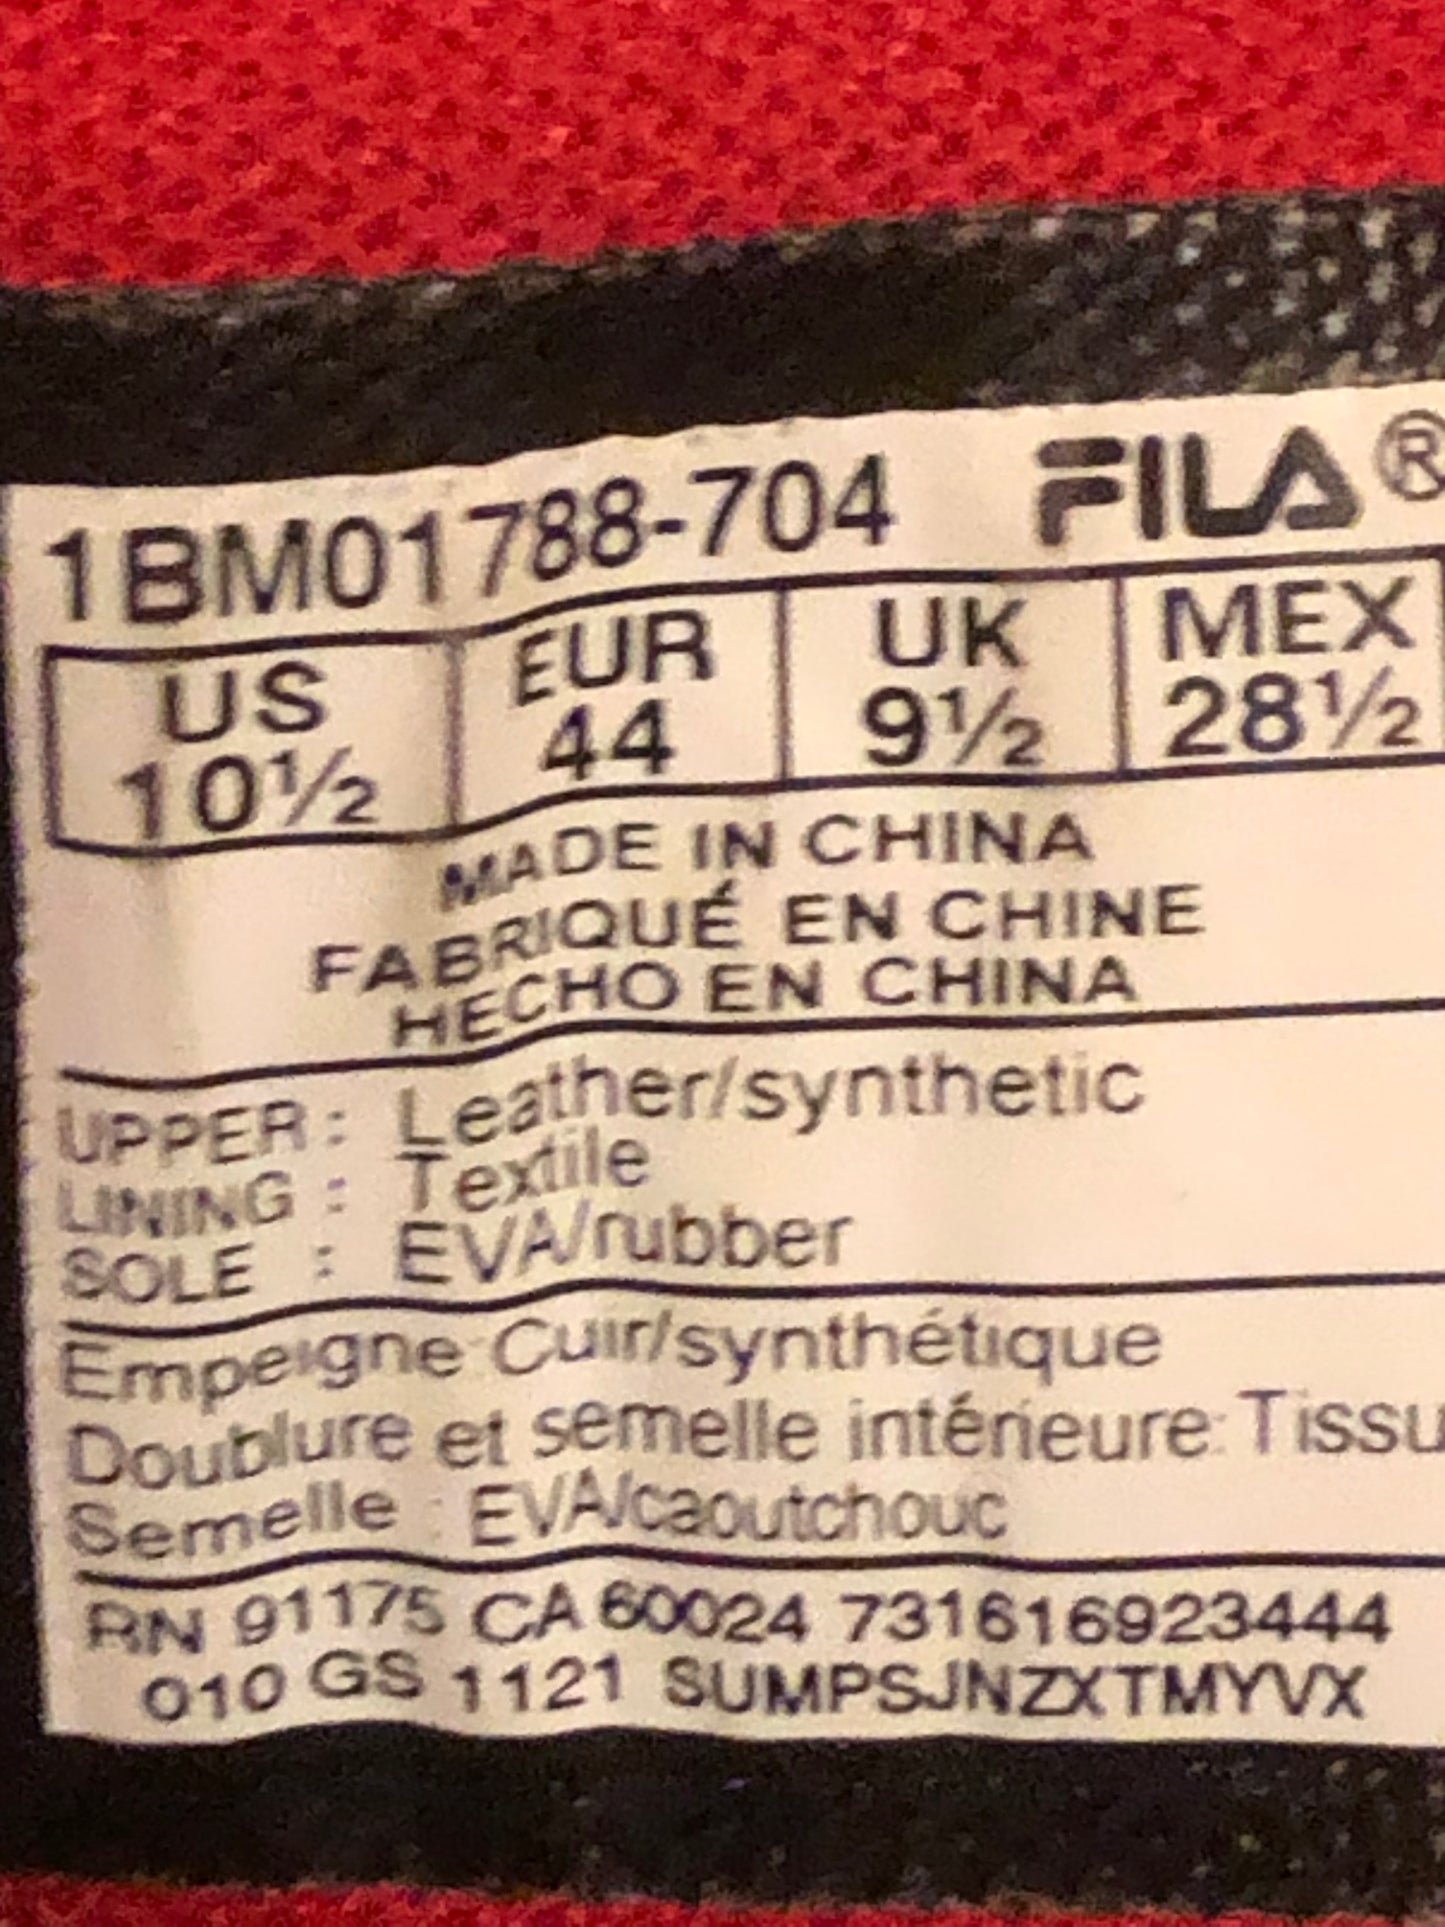 1BM01788-704 FILA®
US EUR UK MEX
10½ 44 9½ 28½
MADE IN CHINA
FABRIQUÉ EN CHINE
HECHO EN CHINA
UPPER : Leather/synthetic
LINING : Textile
SOLE : EVA/rubber
Empeigne Cuir/synthétique
Doublure et semelle intérieure: Tissu
Semelle : EVA/caoutchouc
RN 91175 CA 60024 731616923444
010 GS 1121 SUMPSJNZXTMYVX